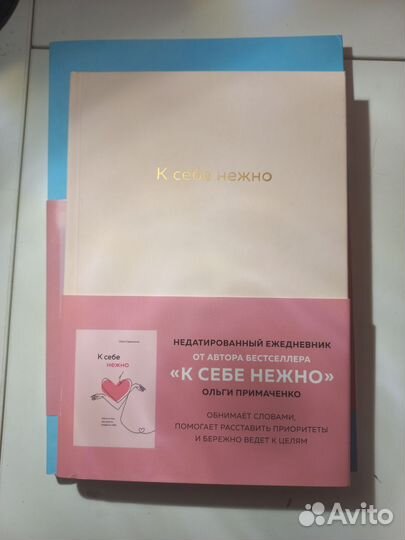 К себе нежно
НЕДАТИРОВАННЫЙ ЕЖЕДНЕВНИК
ОТ АВТОРА БЕСТСЕЛЛЕРА
«К СЕБЕ НЕЖНО»
ОЛЬГИ ПРИМАЧЕНКО
ОБНИМАЕТ СЛОВАМИ,
ПОМОГАЕТ РАССТАВИТЬ ПРИОРИТЕТЫ
И БЕРЕЖНО ВЕДЕТ К ЦЕЛЯМ
К себе
нежно
Avito